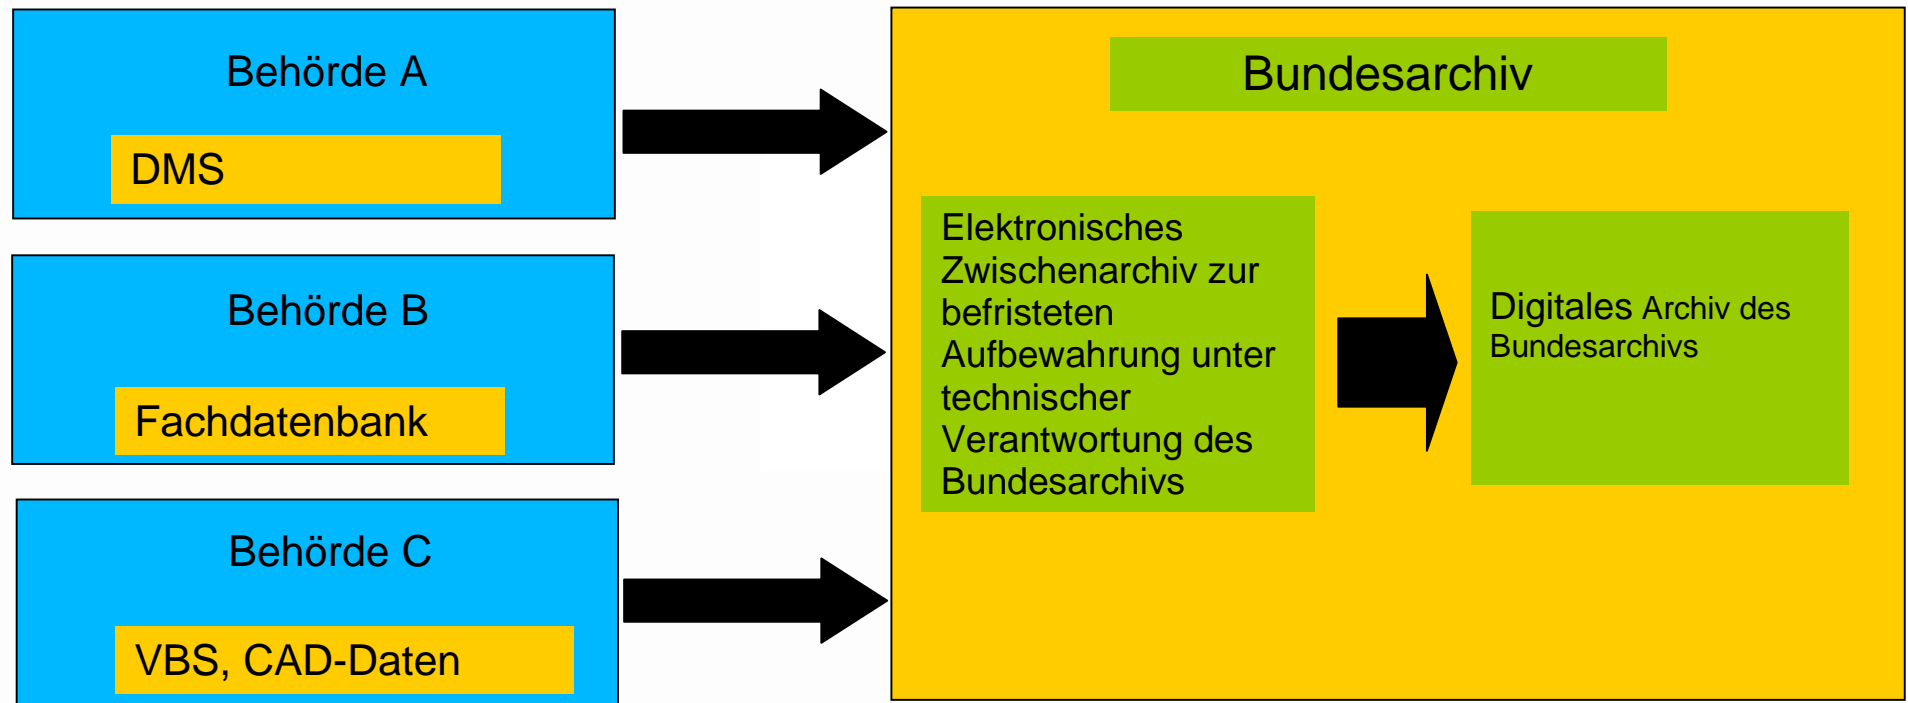 Behörde A
DMS
Behörde B
Fachdatenbank
Behörde C
VBS, CAD-Daten
Bundesarchiv
Elektronisches
Zwischenarchiv zur
befristeten
Aufbewahrung unter
technischer
Verantwortung des
Bundesarchivs
Digitales Archiv des
Bundesarchivs